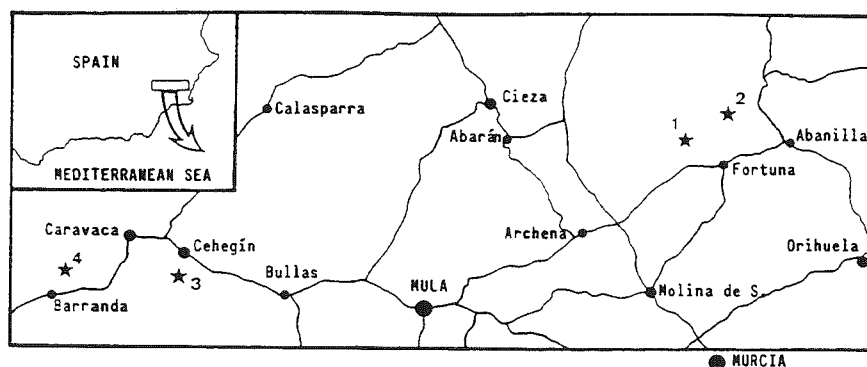 SPAIN
MEDITERRANEAN SEA
Calasparra
Cieza
Abarán
1
2
Abanilla
Fortuna
Caravaca
Cehegín
Archena
Orihuela
4
3
Barranda
Bullas
MULA
Molina de S.
MURCIA